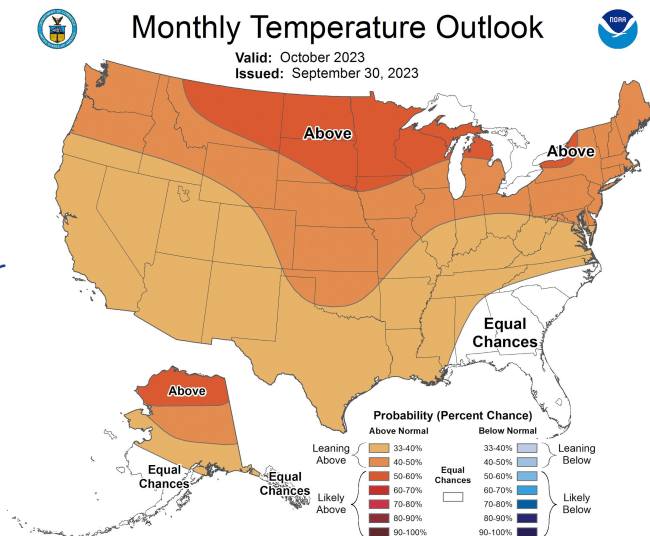 Monthly Temperature Outlook
NOAA
Valid: October 2023
Issued: September 30, 2023
Above
Above
Equal
Chances
Above
Equal
Chances
Equal
Chances
Probability (Percent Chance)
Above Normal
Below Normal
Leaning
Above
33-40%
40-50%
Likely
Above
50-60%
60-70%
70-80%
80-90%
90-100%
Equal
Chances
33-40%
40-50%
Leaning
Below
50-60%
60-70%
70-80%
80-90%
90-100%
Likely
Below